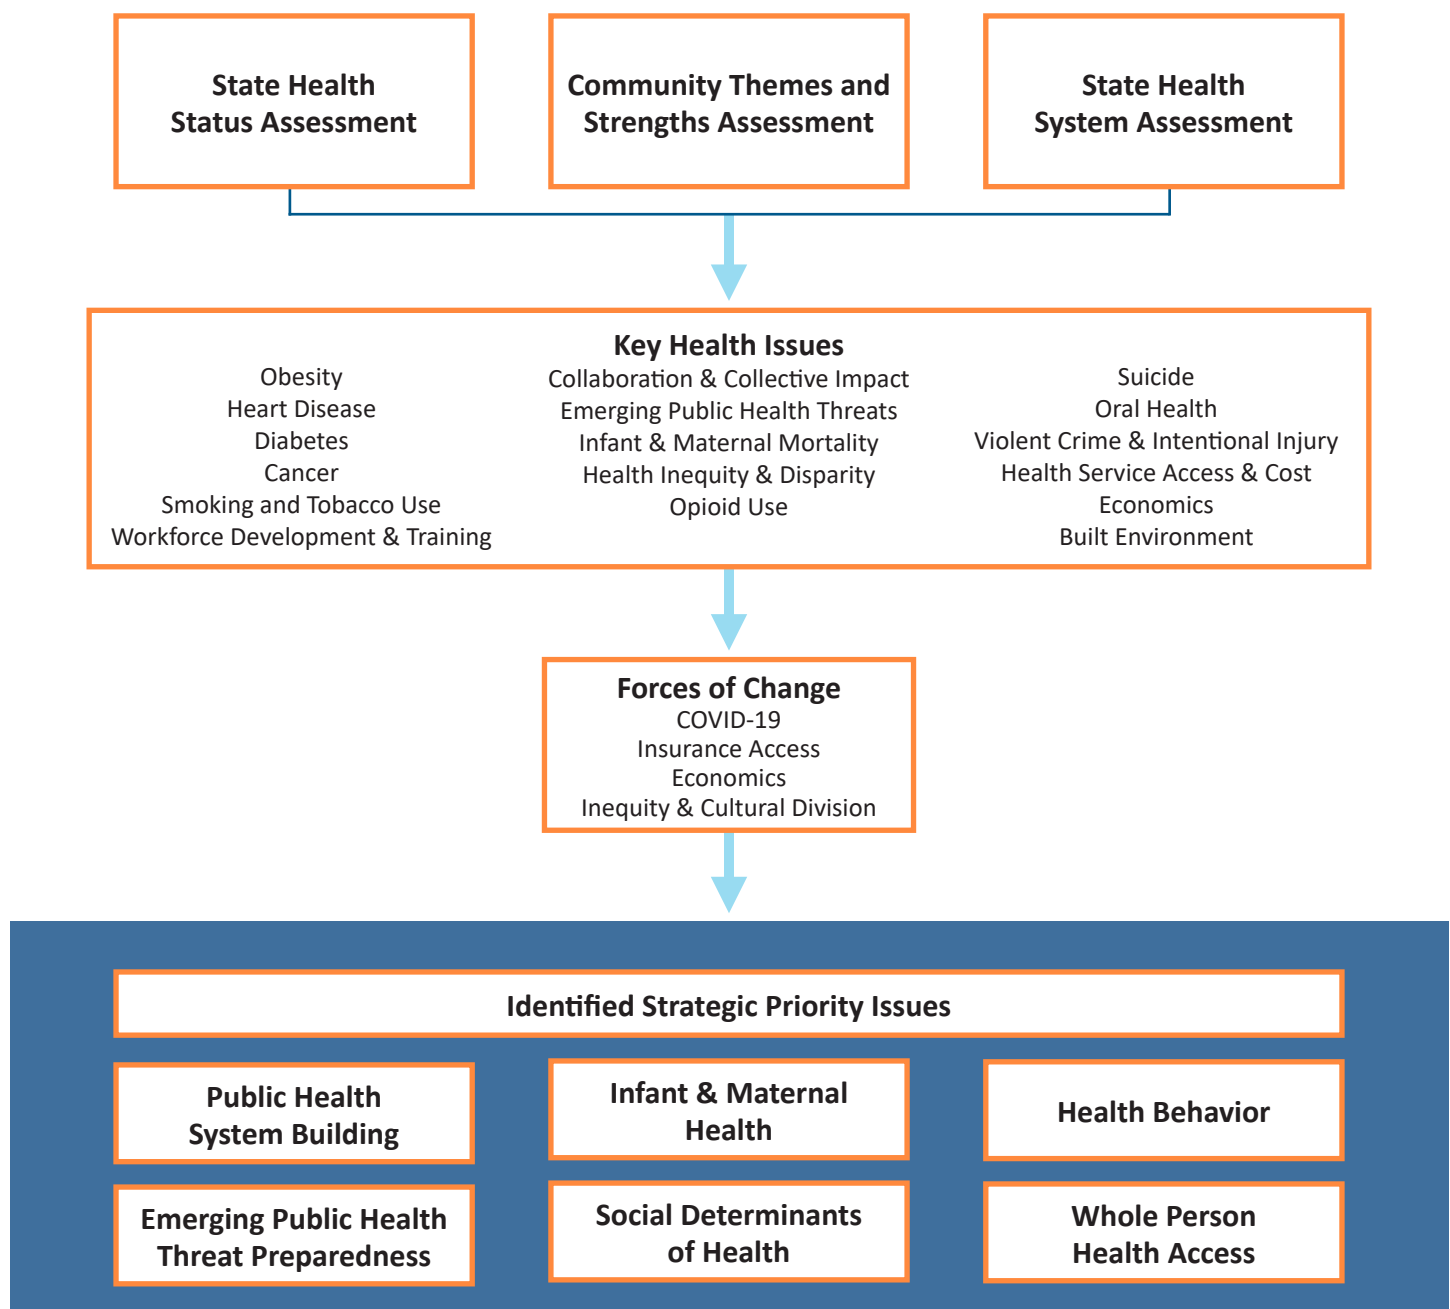 State Health
Status Assessment
Community Themes and
Strengths Assessment
State Health
System Assessment
Key Health Issues
Obesity
Heart Disease
Diabetes
Cancer
Smoking and Tobacco Use
Workforce Development & Training
Collaboration & Collective Impact
Emerging Public Health Threats
Infant & Maternal Mortality
Health Inequity & Disparity
Opioid Use
Suicide
Oral Health
Violent Crime & Intentional Injury
Health Service Access & Cost
Economics
Built Environment
Forces of Change
COVID-19
Insurance Access
Economics
Inequity & Cultural Division
Identified Strategic Priority Issues
Public Health
System Building
Infant & Maternal
Health
Health Behavior
Emerging Public Health
Threat Preparedness
Social Determinants
of Health
Whole Person
Health Access